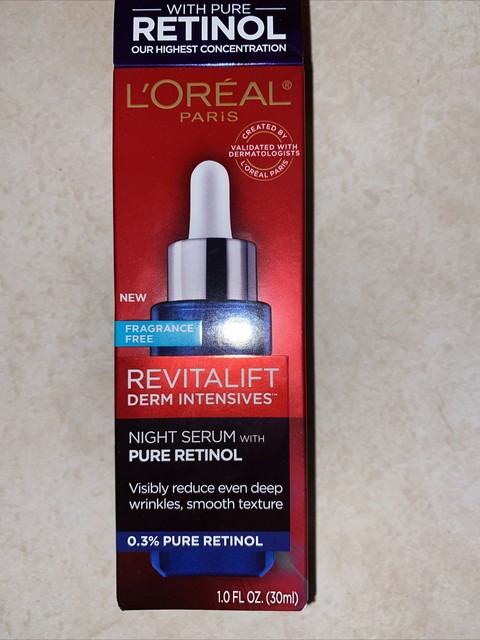 WITH PURE
RETINOL
OUR HIGHEST CONCENTRATION
L'ORÉAL®
PARiS
CREATED BY
VALIDATED WITH
DERMATOLOGISTS
L'ORÉAL PARIS
NEW
FRAGRANCE
FREE
REVITALIFT
DERM INTENSIVES™
NIGHT SERUM WITH
PURE RETINOL
Visibly reduce even deep
wrinkles, smooth texture
0.3% PURE RETINOL
1.0 FL OZ. (30ml)